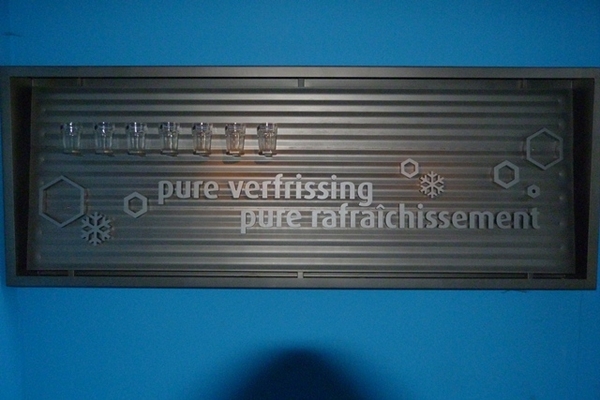 pure verfrissing
pure rafraîchissement